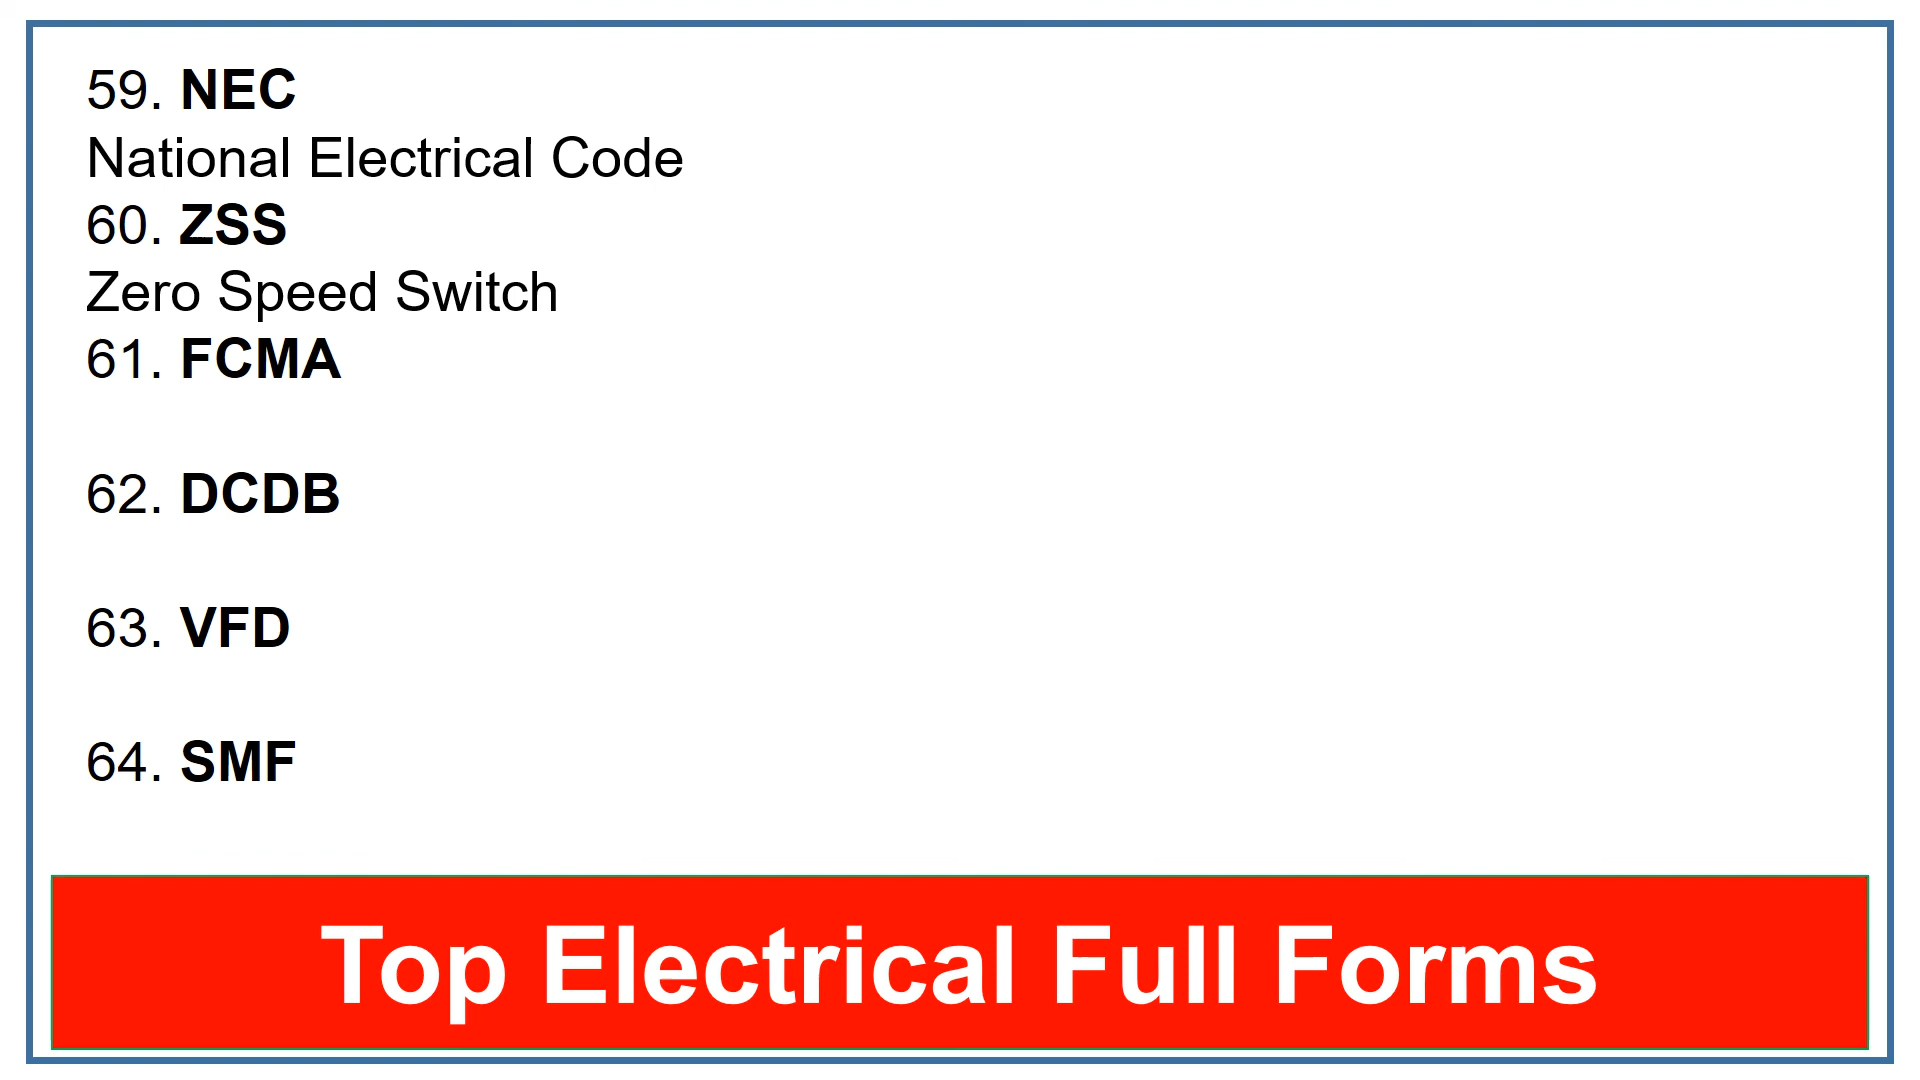 59. NEC
National Electrical Code
60. ZSS
Zero Speed Switch
61. FCMA
62. DCDB
63. VFD
64. SMF
Top Electrical Full Forms